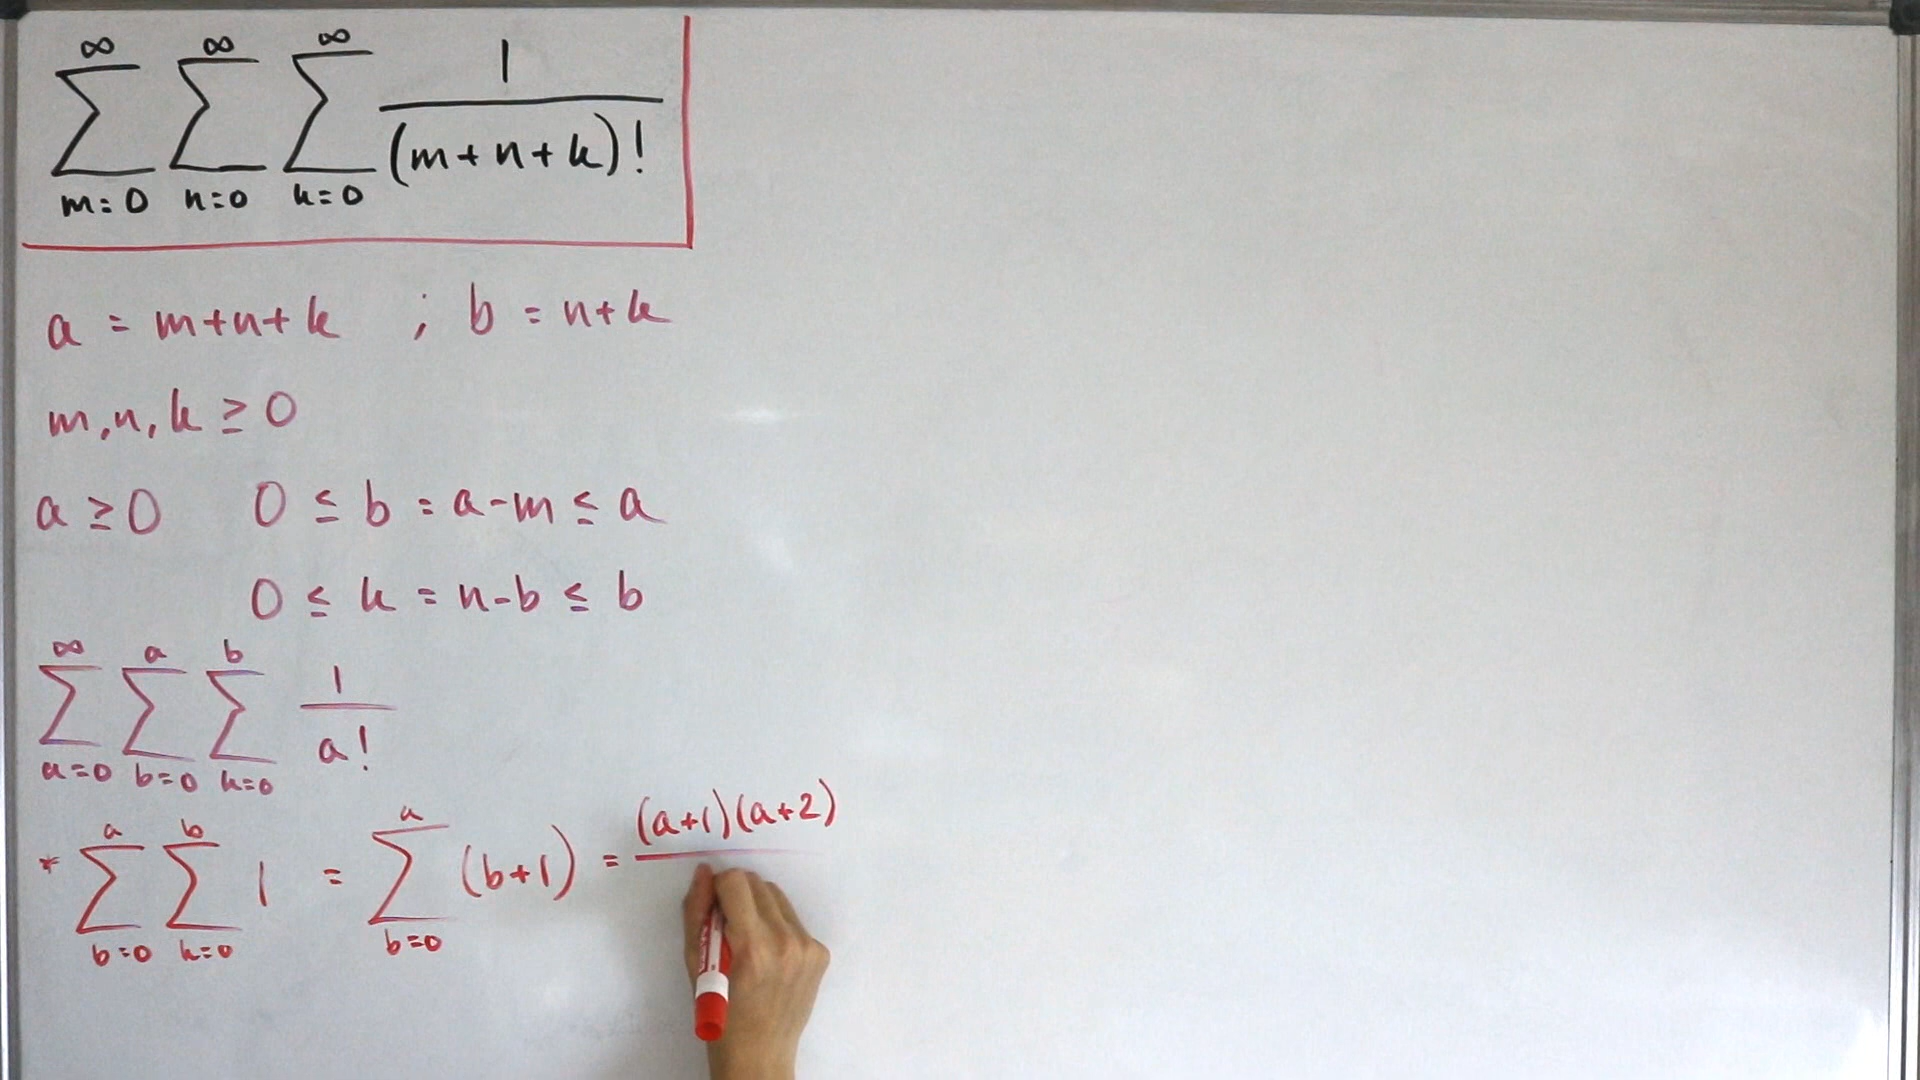 ∞ ∞ ∞
∑ ∑ ∑ 1/(m+n+k)!
m=0 n=0 k=0
a = m+n+k ; b = n+k
m,n,k ≥ 0
a ≥ 0 0 ≤ b = a-m ≤ a
0 ≤ k = n-b ≤ b
∞ a b
∑ ∑ ∑ 1/a!
a=0 b=0 k=0
a b a
* ∑ ∑ 1 = ∑ (b+1) = (a+1)(a+2)
b=0 k=0 b=0